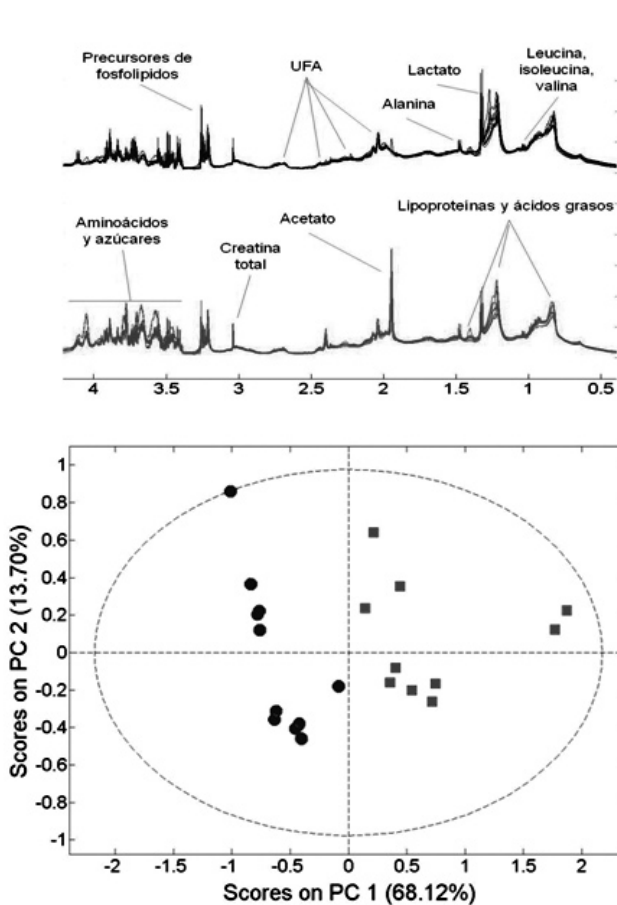 Precursores de
fosfolipidos
UFA
Lactato
Alanina
Leucina,
isoleucina,
valina
Aminoácidos
y azúcares
Creatina
total
Acetato
Lipoproteínas y ácidos grasos
4 3.5 3 2.5 2 1.5 1 0.5
Scores on PC 2 (13.70%)
1
0.8
0.6
0.4
0.2
0
-0.2
-0.4
-0.6
-0.8
-1
-2 -1.5 -1 -0.5 0 0.5 1 1.5 2
Scores on PC 1 (68.12%)